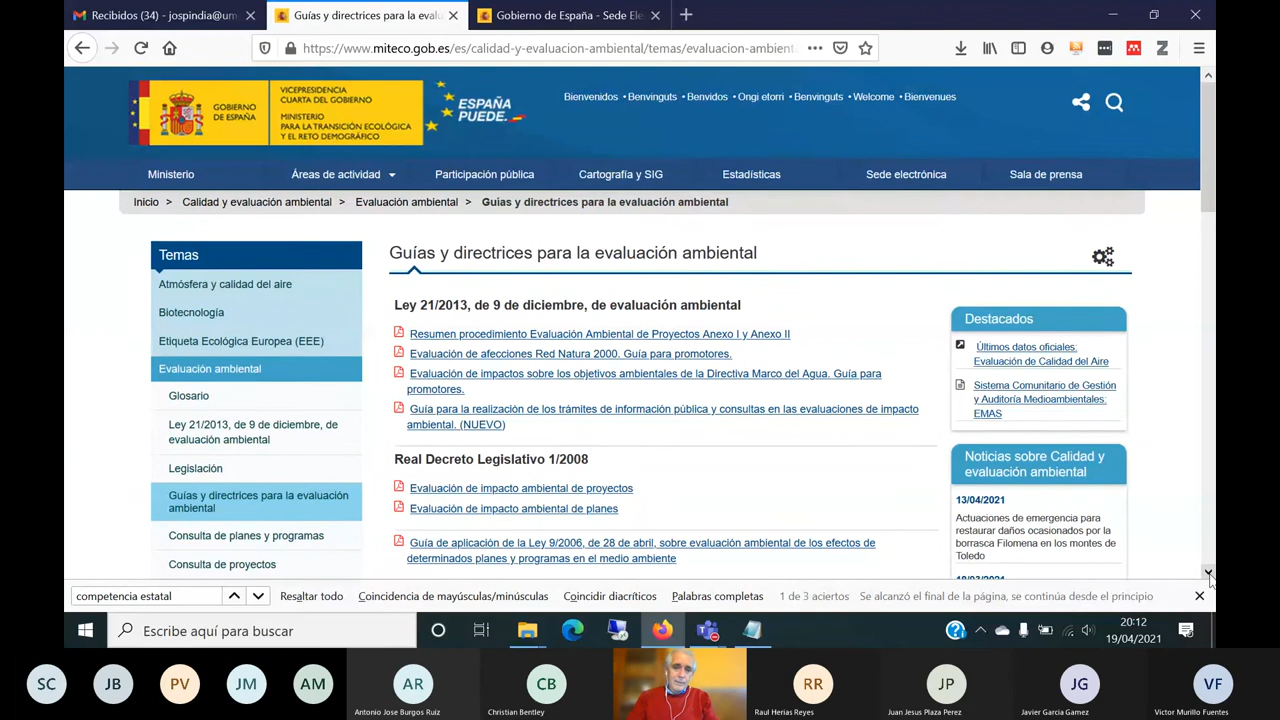 Recibidos (34) - jospindia@um
Guías y directrices para la evalu
Gobierno de España - Sede Ele
https://www.miteco.gob.es/es/calidad-y-evaluacion-ambiental/temas/evaluacion-ambient
GOBIERNO
DE ESPAÑA
VICEPRESIDENCIA
CUARTA DEL GOBIERNO
MINISTERIO
PARA LA TRANSICIÓN ECOLÓGICA
Y EL RETO DEMOGRÁFICO
ESPAÑA
PUEDE.
Bienvenidos • Benvinguts • Benvidos • Ongi etorri • Benvinguts • Welcome • Bienvenues
Ministerio
Áreas de actividad
Participación pública
Cartografía y SIG
Estadísticas
Sede electrónica
Sala de prensa
Inicio > Calidad y evaluación ambiental > Evaluación ambiental > Guías y directrices para la evaluación ambiental
Temas
Atmósfera y calidad del aire
Biotecnología
Etiqueta Ecológica Europea (EEE)
Evaluación ambiental
Glosario
Ley 21/2013, de 9 de diciembre, de
evaluación ambiental
Legislación
Guías y directrices para la evaluación
ambiental
Consulta de planes y programas
Consulta de proyectos
Guías y directrices para la evaluación ambiental
Ley 21/2013, de 9 de diciembre, de evaluación ambiental
Resumen procedimiento Evaluación Ambiental de Proyectos Anexo I y Anexo II
Evaluación de afecciones Red Natura 2000. Guía para promotores.
Evaluación de impactos sobre los objetivos ambientales de la Directiva Marco del Agua. Guía para
promotores.
Guía para la realización de los trámites de información pública y consultas en las evaluaciones de impacto
ambiental. (NUEVO)
Real Decreto Legislativo 1/2008
Evaluación de impacto ambiental de proyectos
Evaluación de impacto ambiental de planes
Guía de aplicación de la Ley 9/2006, de 28 de abril, sobre evaluación ambiental de los efectos de
determinados planes y programas en el medio ambiente
Destacados
Últimos datos oficiales:
Evaluación de Calidad del Aire
Sistema Comunitario de Gestión
y Auditoría Medioambientales:
EMAS
Noticias sobre Calidad y
evaluación ambiental
13/04/2021
Actuaciones de emergencia para
restaurar daños ocasionados por la
borrasca Filomena en los montes de
Toledo
competencia estatal
Resaltar todo
Coincidencia de mayúsculas/minúsculas
Coincidir diacríticos
Palabras completas
1 de 3 aciertos
Se alcanzó el final de la página, se continúa desde el principio
Escribe aquí para buscar
20:12
19/04/2021
SC
JB
PV
JM
AM
AR
CB
RR
JP
JG
VF
Antonio Jose Burgos Ruiz
Christian Bentley
Raul Herias Reyes
Juan Jesus Plaza Perez
Javier Garcia Gamez
Victor Murillo Fuentes